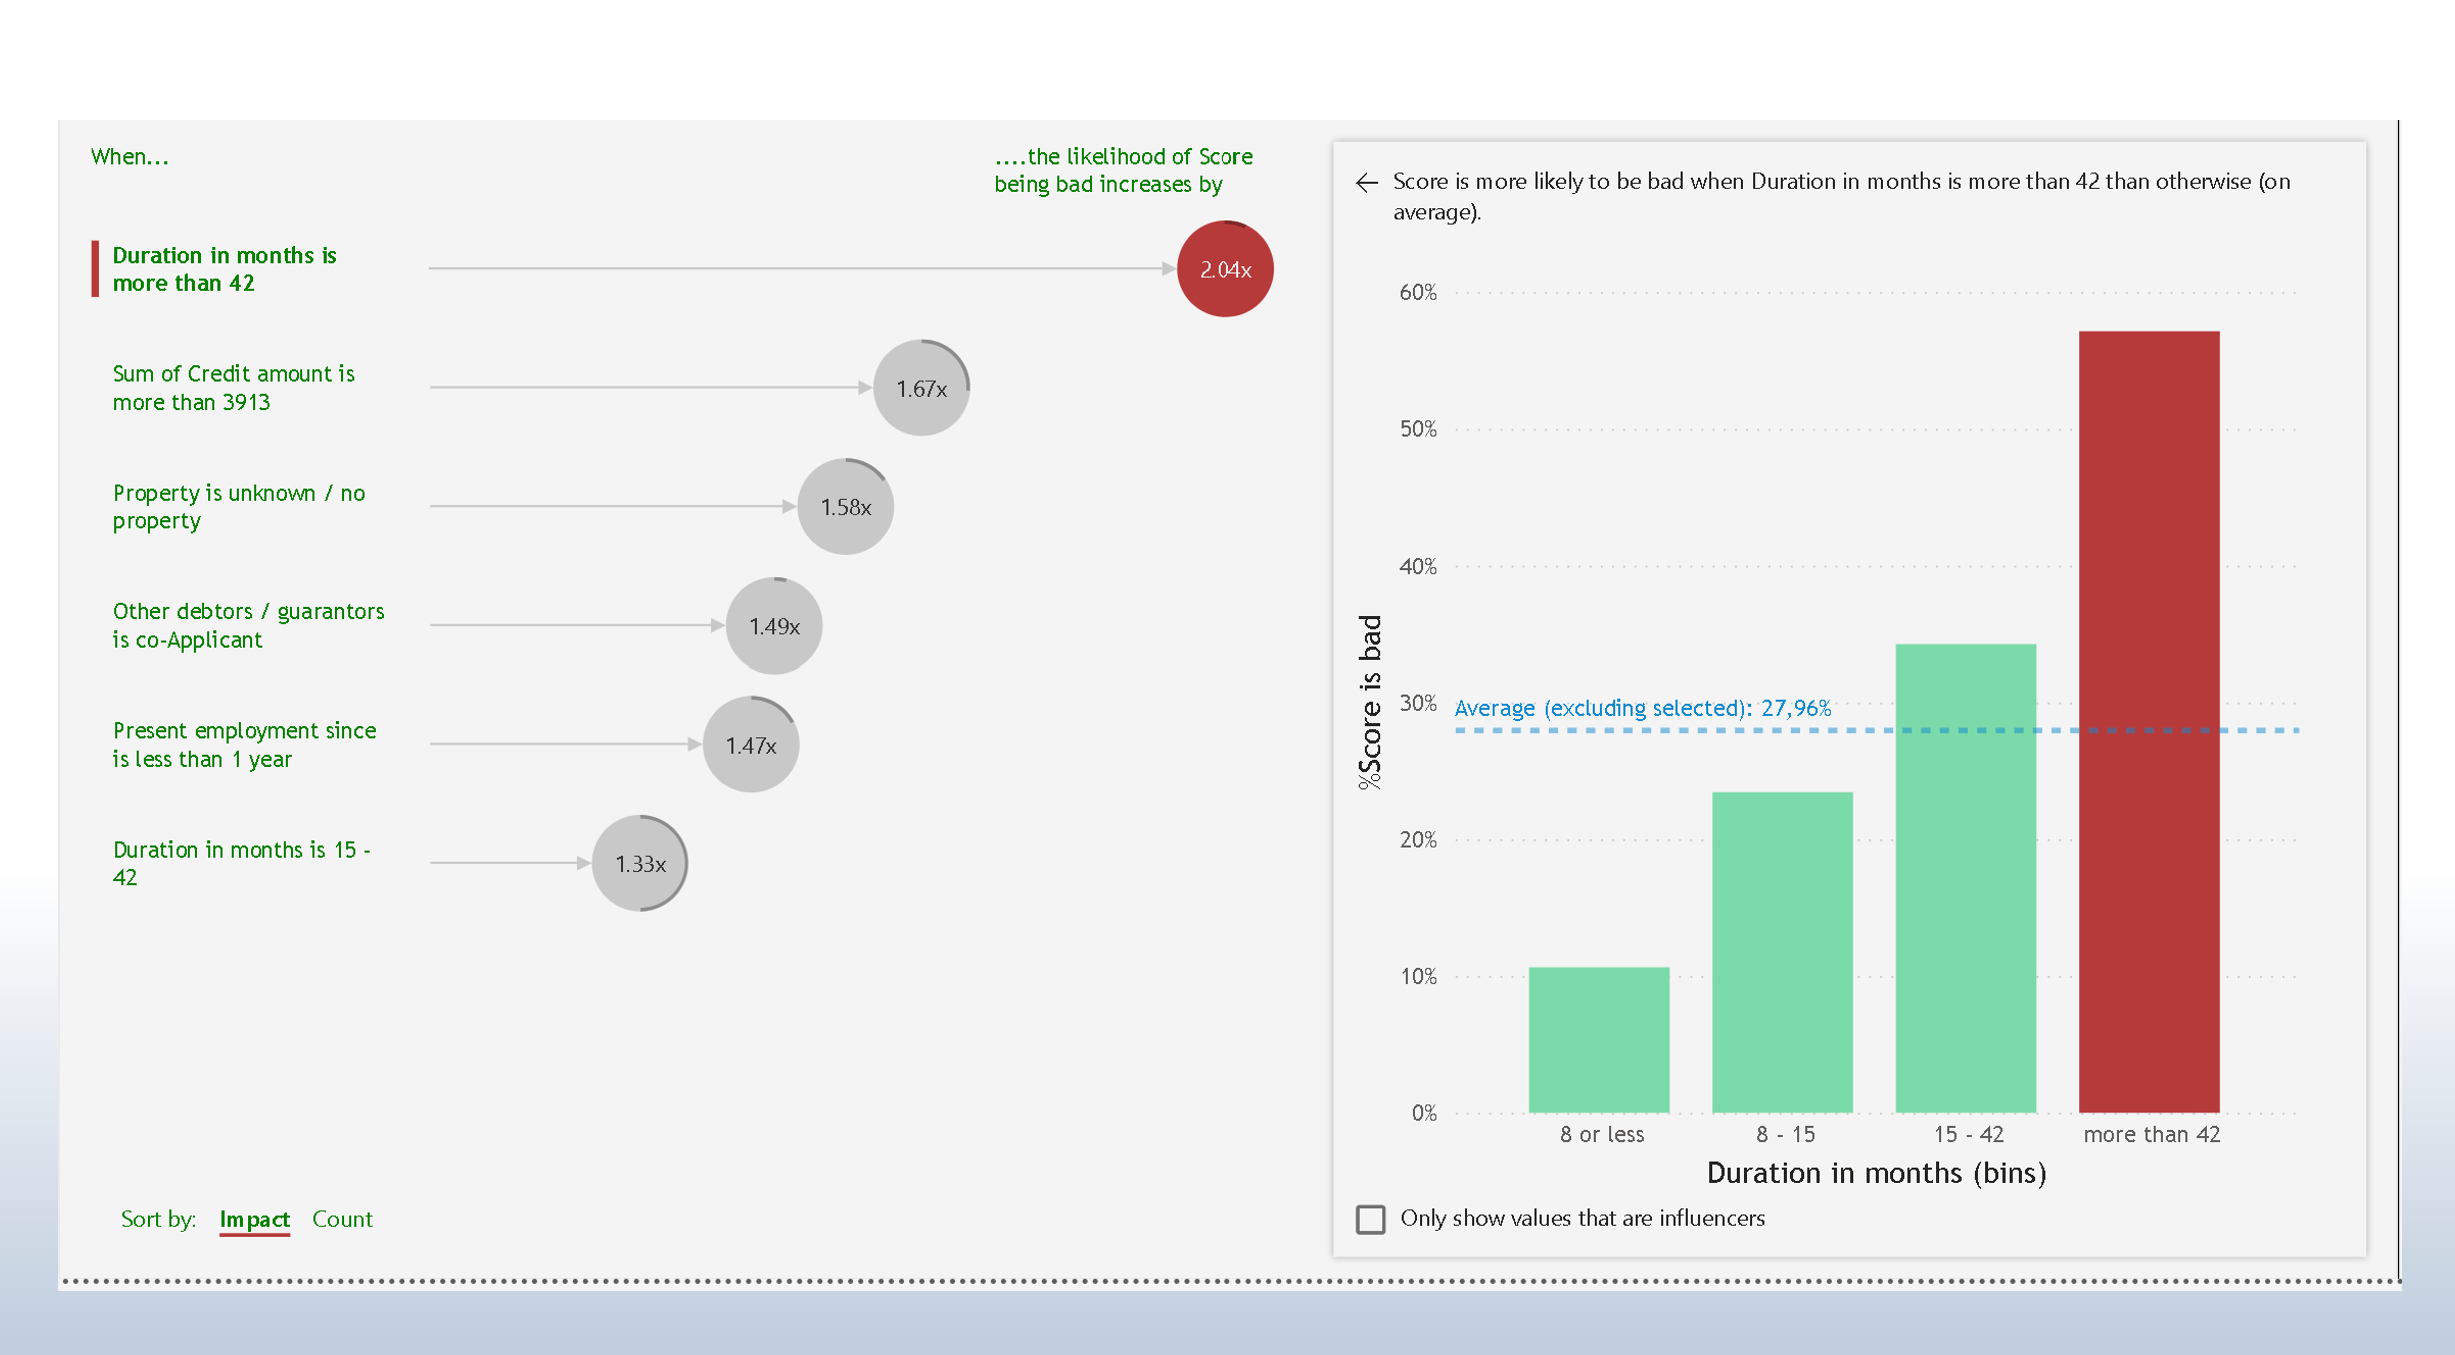 When...
....the likelihood of Score
being bad increases by
Duration in months is
more than 42
2.04x
Sum of Credit amount is
more than 3913
1.67x
Property is unknown / no
property
1.58x
Other debtors / guarantors
is co-Applicant
1.49x
Present employment since
is less than 1 year
1.47x
Duration in months is 15 -
42
1.33x
Sort by: Impact Count
← Score is more likely to be bad when Duration in months is more than 42 than otherwise (on
average).
60%
50%
40%
30%
20%
10%
0%
%Score is bad
Average (excluding selected): 27,96%
8 or less 8 - 15 15 - 42 more than 42
Duration in months (bins)
Only show values that are influencers